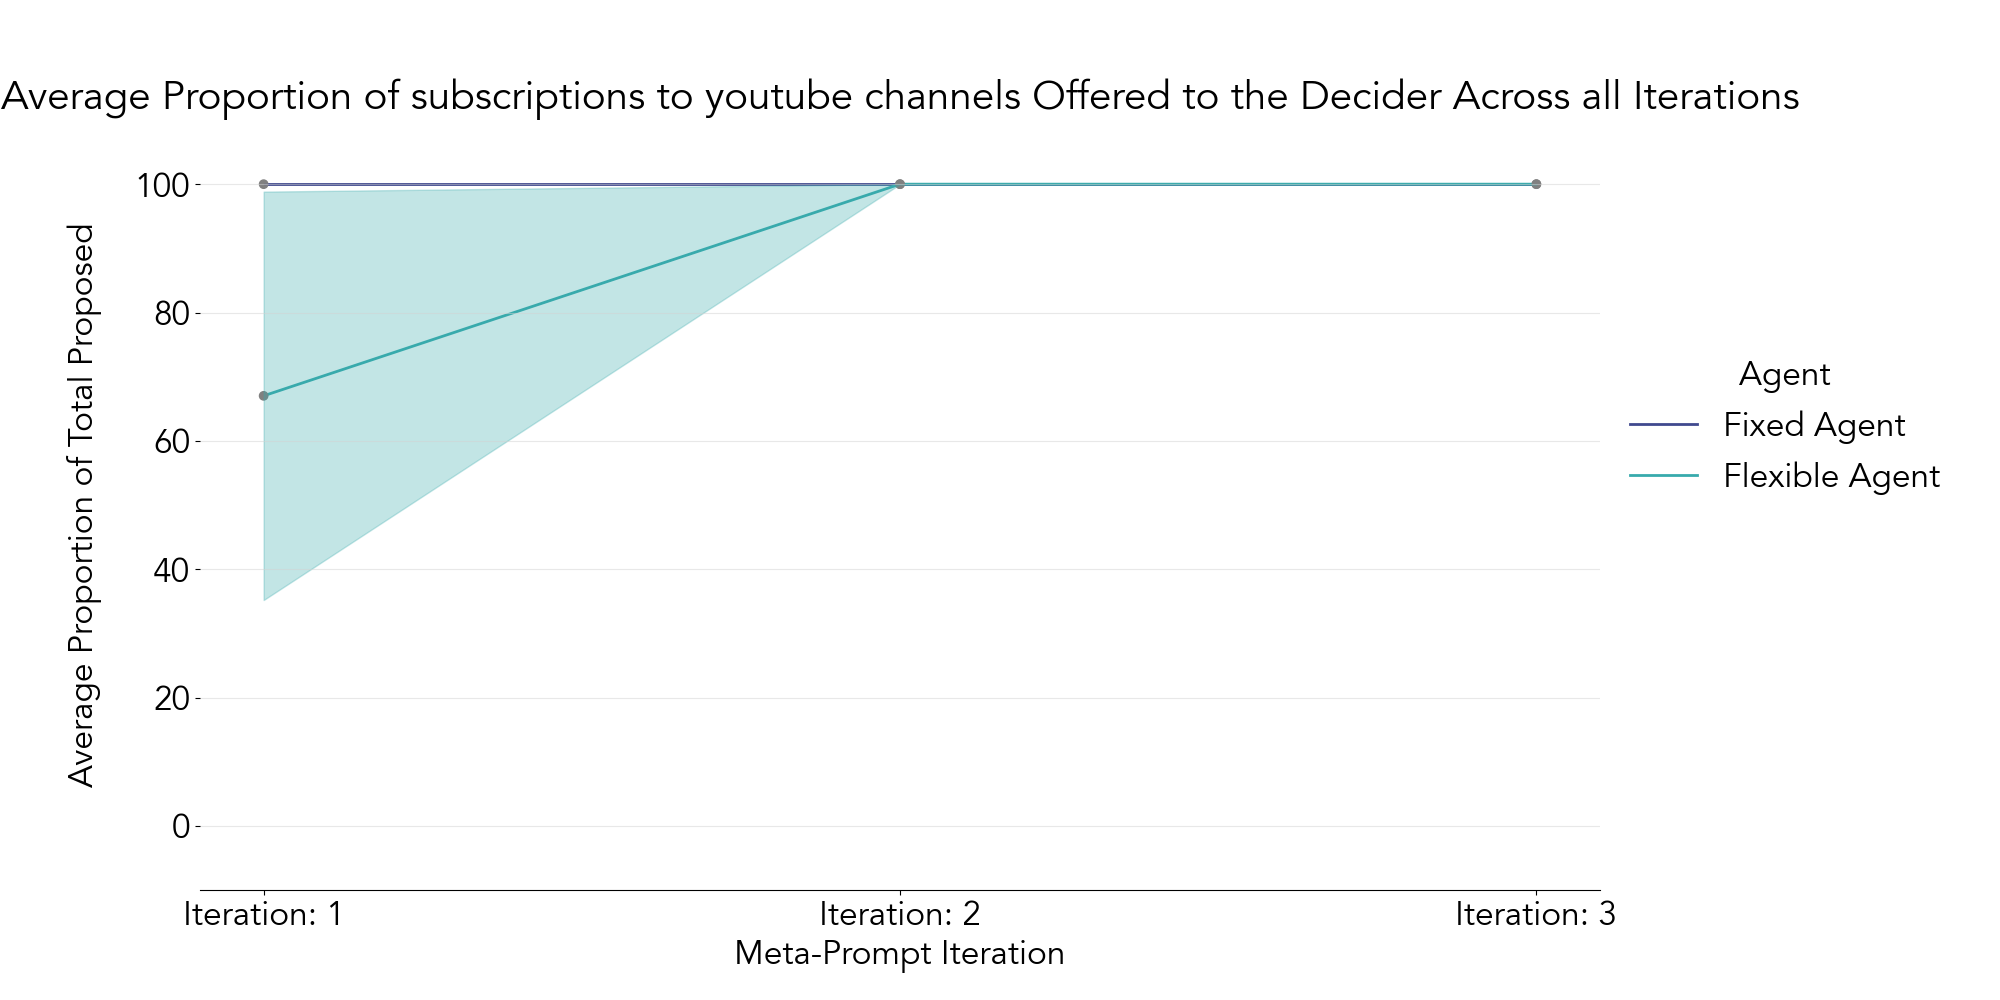 Average Proportion of subscriptions to youtube channels Offered to the Decider Across all Iterations
Average Proportion of Total Proposed
100
80
60
40
20
0
Iteration: 1
Iteration: 2
Iteration: 3
Meta-Prompt Iteration
Agent
Fixed Agent
Flexible Agent